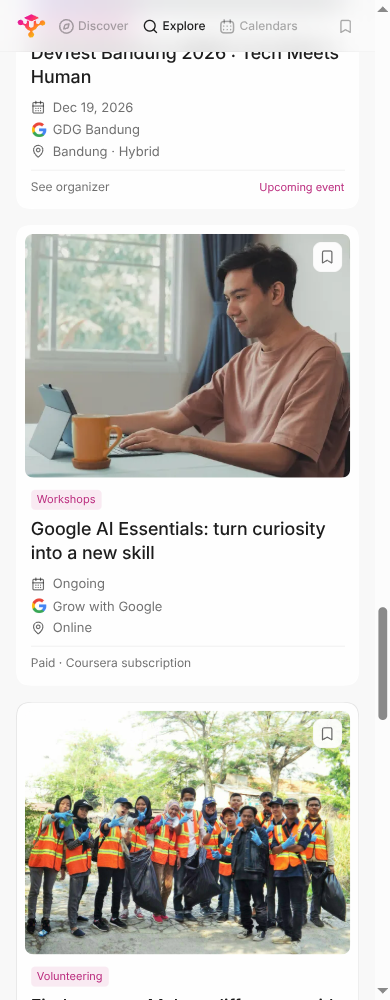 Discover
Explore
Calendars
Devfest Bandung 2026 : Tech Meets
Human
Dec 19, 2026
GDG Bandung
Bandung · Hybrid
See organizer
Upcoming event
Workshops
Google AI Essentials: turn curiosity
into a new skill
Ongoing
Grow with Google
Online
Paid · Coursera subscription
Volunteering